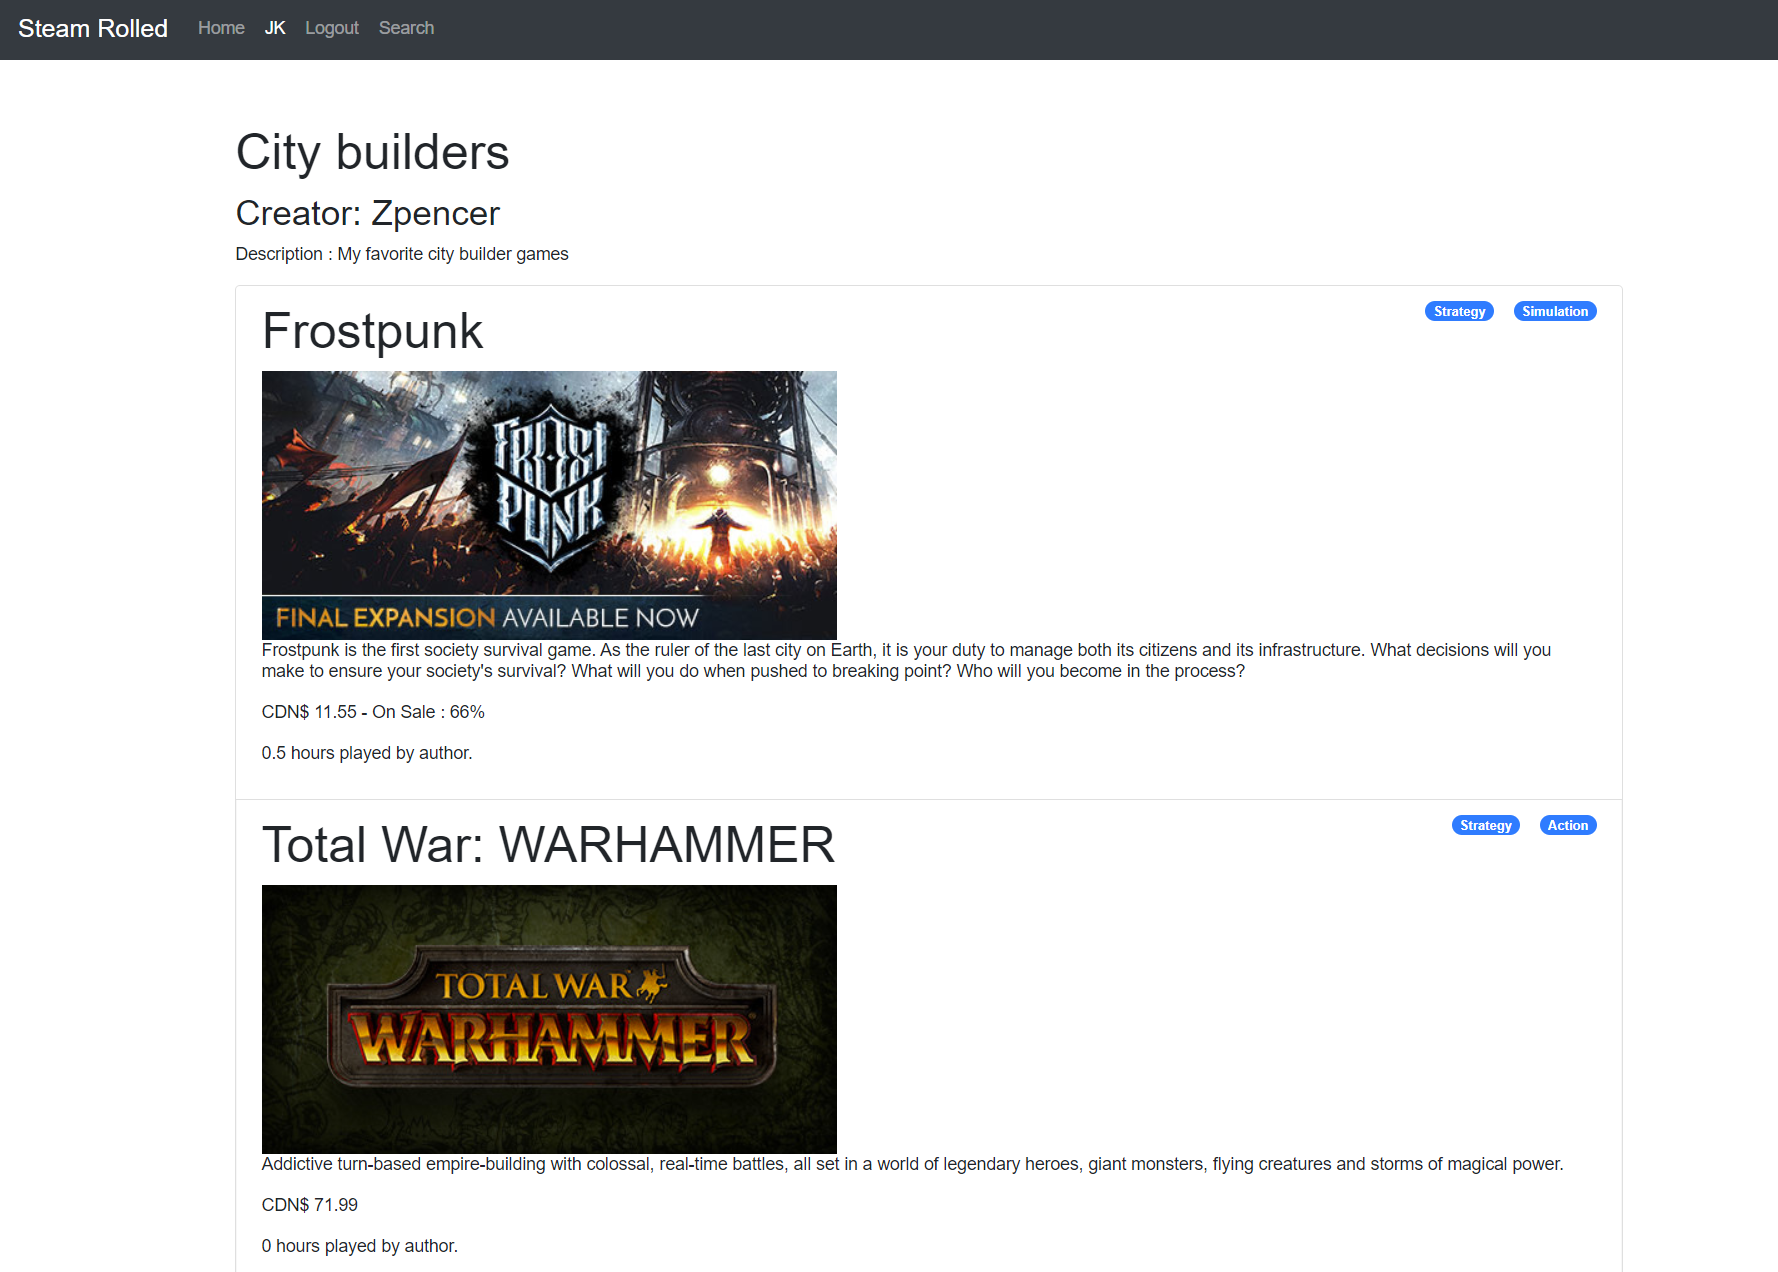 Steam Rolled Home JK Logout Search
City builders
Creator: Zpencer
Description : My favorite city builder games
Frostpunk
Strategy Simulation
FROST
PUNK
FINAL EXPANSION AVAILABLE NOW
Frostpunk is the first society survival game. As the ruler of the last city on Earth, it is your duty to manage both its citizens and its infrastructure. What decisions will you
make to ensure your society's survival? What will you do when pushed to breaking point? Who will you become in the process?
CDN$ 11.55 - On Sale : 66%
0.5 hours played by author.
Total War: WARHAMMER
Strategy Action
TOTAL WAR
WARHAMMER
Addictive turn-based empire-building with colossal, real-time battles, all set in a world of legendary heroes, giant monsters, flying creatures and storms of magical power.
CDN$ 71.99
0 hours played by author.